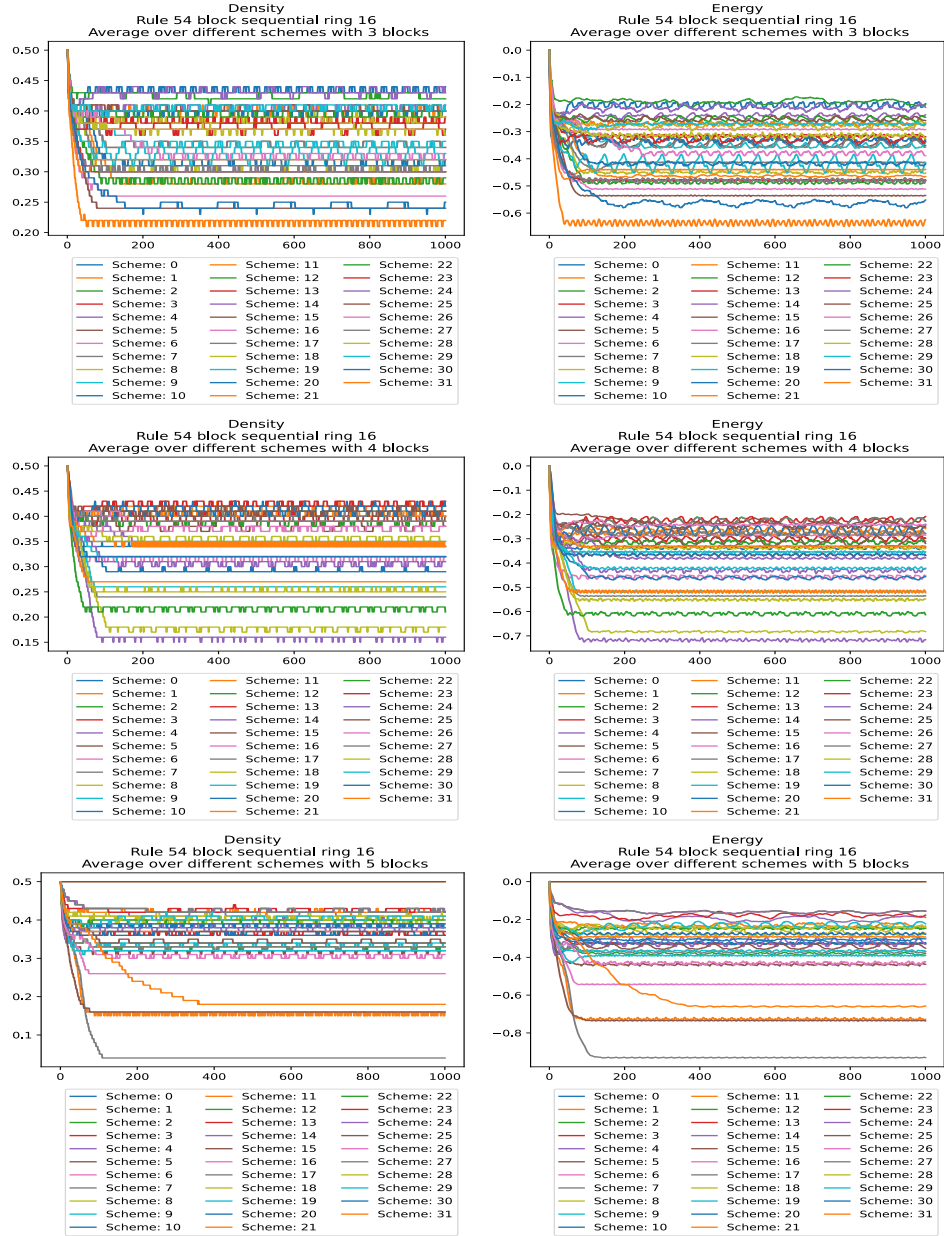 Density
Rule 54 block sequential ring 16
Average over different schemes with 3 blocks
0.50
0.45
0.40
0.35
0.30
0.25
0.20
0 200 400 600 800 1000
Scheme: 0 Scheme: 11 Scheme: 22
Scheme: 1 Scheme: 12 Scheme: 23
Scheme: 2 Scheme: 13 Scheme: 24
Scheme: 3 Scheme: 14 Scheme: 25
Scheme: 4 Scheme: 15 Scheme: 26
Scheme: 5 Scheme: 16 Scheme: 27
Scheme: 6 Scheme: 17 Scheme: 28
Scheme: 7 Scheme: 18 Scheme: 29
Scheme: 8 Scheme: 19 Scheme: 30
Scheme: 9 Scheme: 20 Scheme: 31
Scheme: 10 Scheme: 21
Energy
Rule 54 block sequential ring 16
Average over different schemes with 3 blocks
0.0
−0.1
−0.2
−0.3
−0.4
−0.5
−0.6
0 200 400 600 800 1000
Scheme: 0 Scheme: 11 Scheme: 22
Scheme: 1 Scheme: 12 Scheme: 23
Scheme: 2 Scheme: 13 Scheme: 24
Scheme: 3 Scheme: 14 Scheme: 25
Scheme: 4 Scheme: 15 Scheme: 26
Scheme: 5 Scheme: 16 Scheme: 27
Scheme: 6 Scheme: 17 Scheme: 28
Scheme: 7 Scheme: 18 Scheme: 29
Scheme: 8 Scheme: 19 Scheme: 30
Scheme: 9 Scheme: 20 Scheme: 31
Scheme: 10 Scheme: 21
Density
Rule 54 block sequential ring 16
Average over different schemes with 4 blocks
0.50
0.45
0.40
0.35
0.30
0.25
0.20
0.15
0 200 400 600 800 1000
Scheme: 0 Scheme: 11 Scheme: 22
Scheme: 1 Scheme: 12 Scheme: 23
Scheme: 2 Scheme: 13 Scheme: 24
Scheme: 3 Scheme: 14 Scheme: 25
Scheme: 4 Scheme: 15 Scheme: 26
Scheme: 5 Scheme: 16 Scheme: 27
Scheme: 6 Scheme: 17 Scheme: 28
Scheme: 7 Scheme: 18 Scheme: 29
Scheme: 8 Scheme: 19 Scheme: 30
Scheme: 9 Scheme: 20 Scheme: 31
Scheme: 10 Scheme: 21
Energy
Rule 54 block sequential ring 16
Average over different schemes with 4 blocks
0.0
−0.1
−0.2
−0.3
−0.4
−0.5
−0.6
−0.7
0 200 400 600 800 1000
Scheme: 0 Scheme: 11 Scheme: 22
Scheme: 1 Scheme: 12 Scheme: 23
Scheme: 2 Scheme: 13 Scheme: 24
Scheme: 3 Scheme: 14 Scheme: 25
Scheme: 4 Scheme: 15 Scheme: 26
Scheme: 5 Scheme: 16 Scheme: 27
Scheme: 6 Scheme: 17 Scheme: 28
Scheme: 7 Scheme: 18 Scheme: 29
Scheme: 8 Scheme: 19 Scheme: 30
Scheme: 9 Scheme: 20 Scheme: 31
Scheme: 10 Scheme: 21
Density
Rule 54 block sequential ring 16
Average over different schemes with 5 blocks
0.5
0.4
0.3
0.2
0.1
0 200 400 600 800 1000
Scheme: 0 Scheme: 11 Scheme: 22
Scheme: 1 Scheme: 12 Scheme: 23
Scheme: 2 Scheme: 13 Scheme: 24
Scheme: 3 Scheme: 14 Scheme: 25
Scheme: 4 Scheme: 15 Scheme: 26
Scheme: 5 Scheme: 16 Scheme: 27
Scheme: 6 Scheme: 17 Scheme: 28
Scheme: 7 Scheme: 18 Scheme: 29
Scheme: 8 Scheme: 19 Scheme: 30
Scheme: 9 Scheme: 20 Scheme: 31
Scheme: 10 Scheme: 21
Energy
Rule 54 block sequential ring 16
Average over different schemes with 5 blocks
0.0
−0.2
−0.4
−0.6
−0.8
0 200 400 600 800 1000
Scheme: 0 Scheme: 11 Scheme: 22
Scheme: 1 Scheme: 12 Scheme: 23
Scheme: 2 Scheme: 13 Scheme: 24
Scheme: 3 Scheme: 14 Scheme: 25
Scheme: 4 Scheme: 15 Scheme: 26
Scheme: 5 Scheme: 16 Scheme: 27
Scheme: 6 Scheme: 17 Scheme: 28
Scheme: 7 Scheme: 18 Scheme: 29
Scheme: 8 Scheme: 19 Scheme: 30
Scheme: 9 Scheme: 20 Scheme: 31
Scheme: 10 Scheme: 21